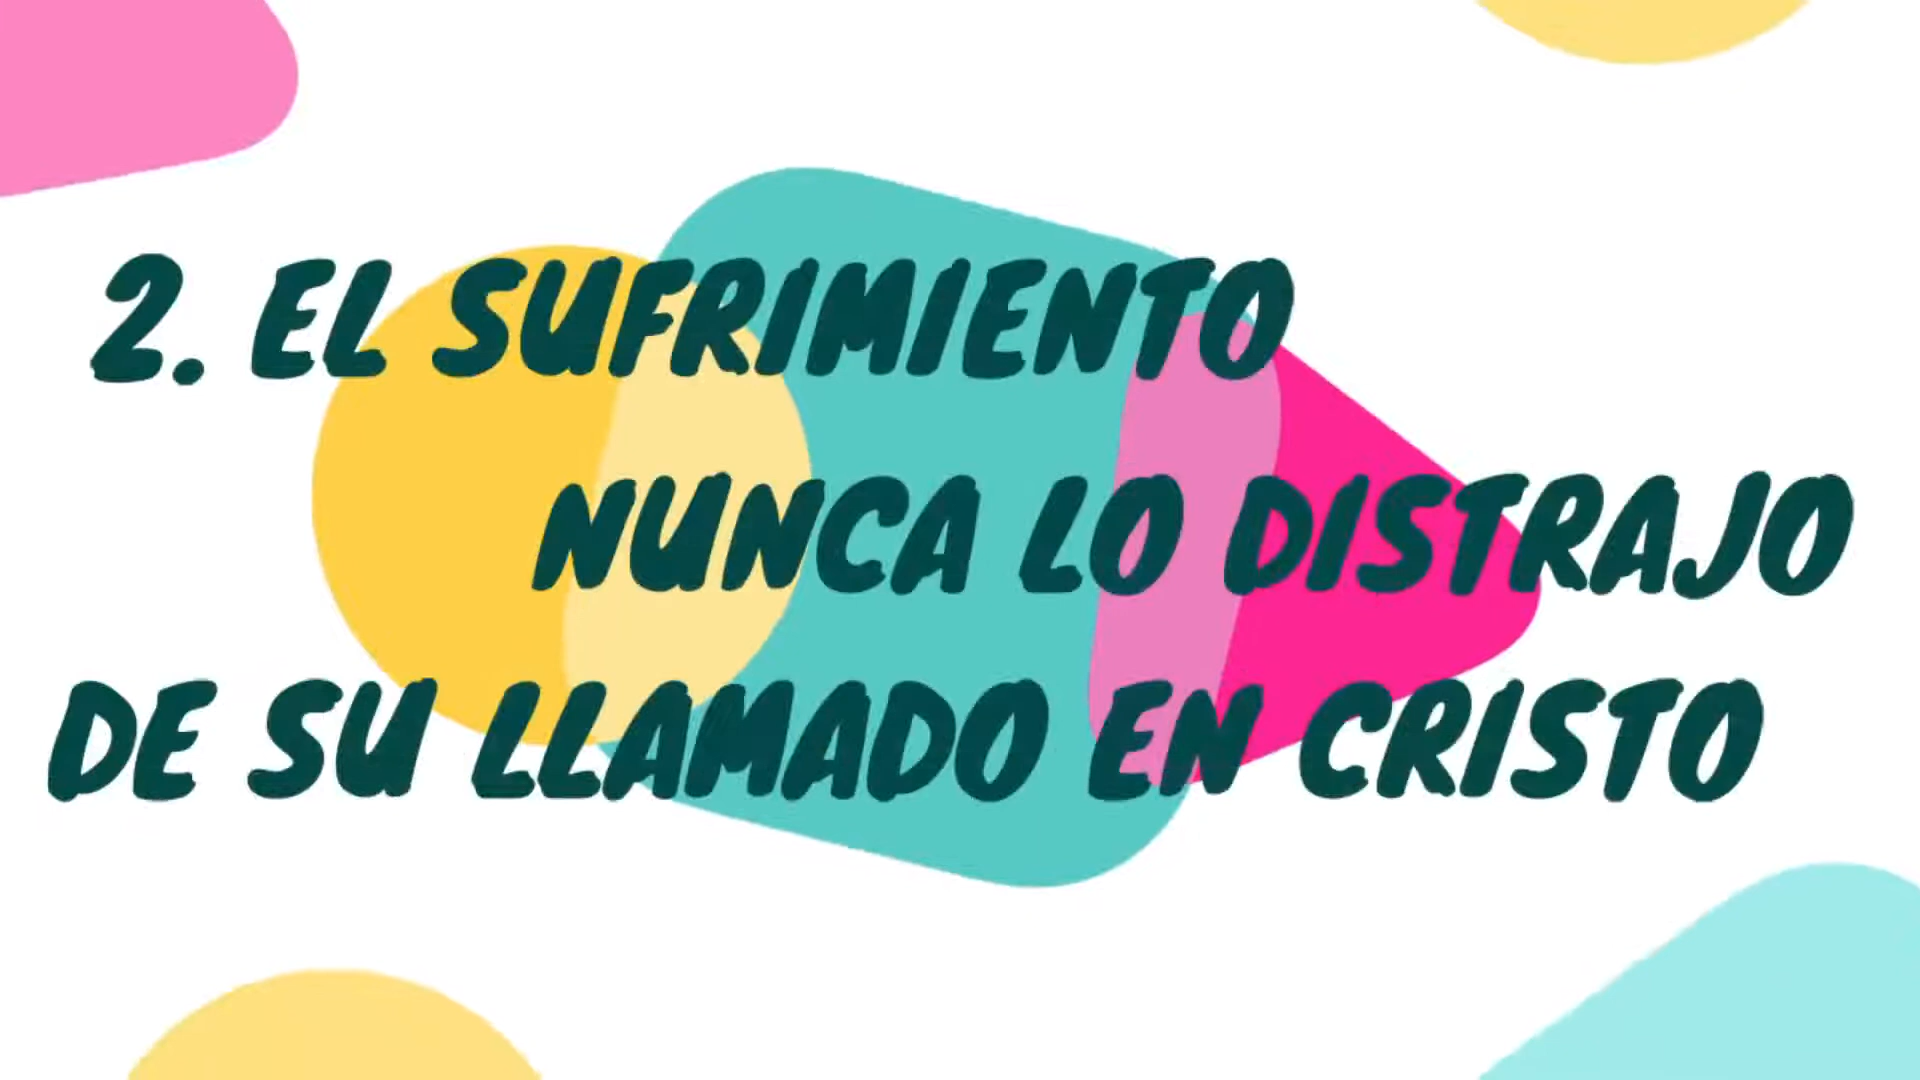 2. EL SUFRIMIENTO
NUNCA LO DISTRAJO
DE SU LLAMADO EN CRISTO